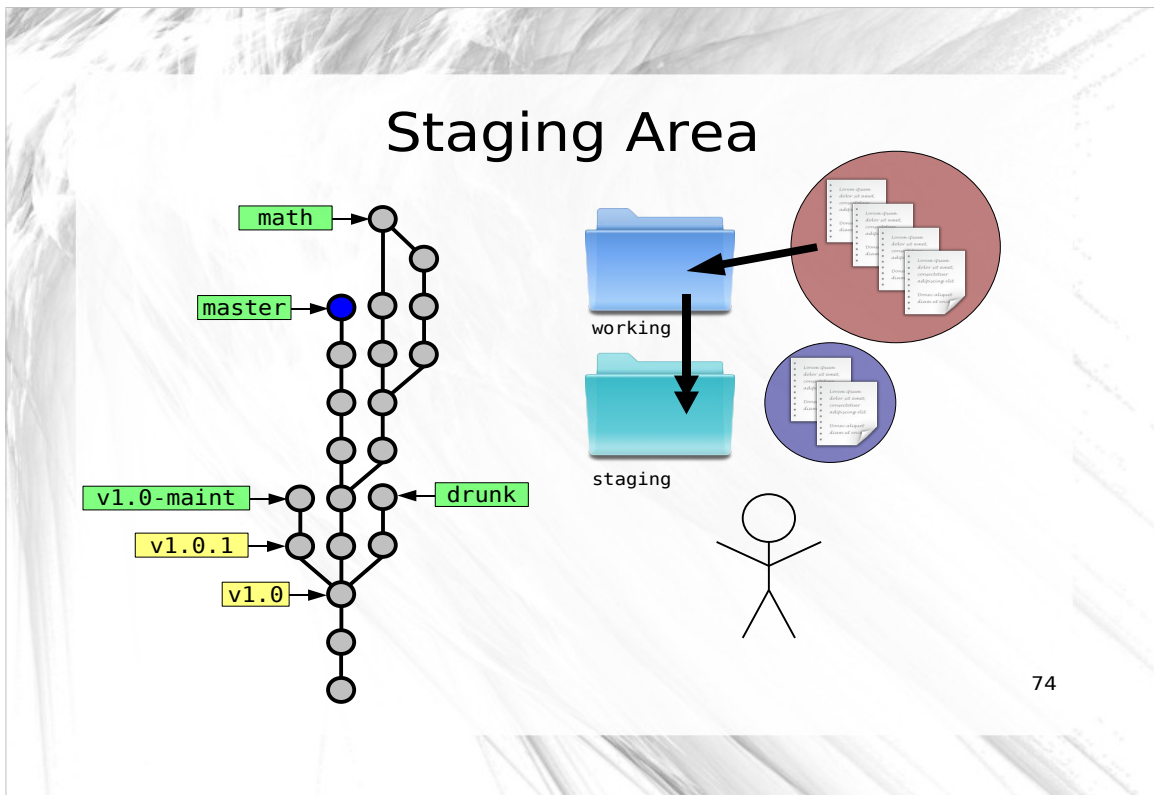 Staging Area
math
master
working
staging
v1.0-maint
drunk
v1.0.1
v1.0
74